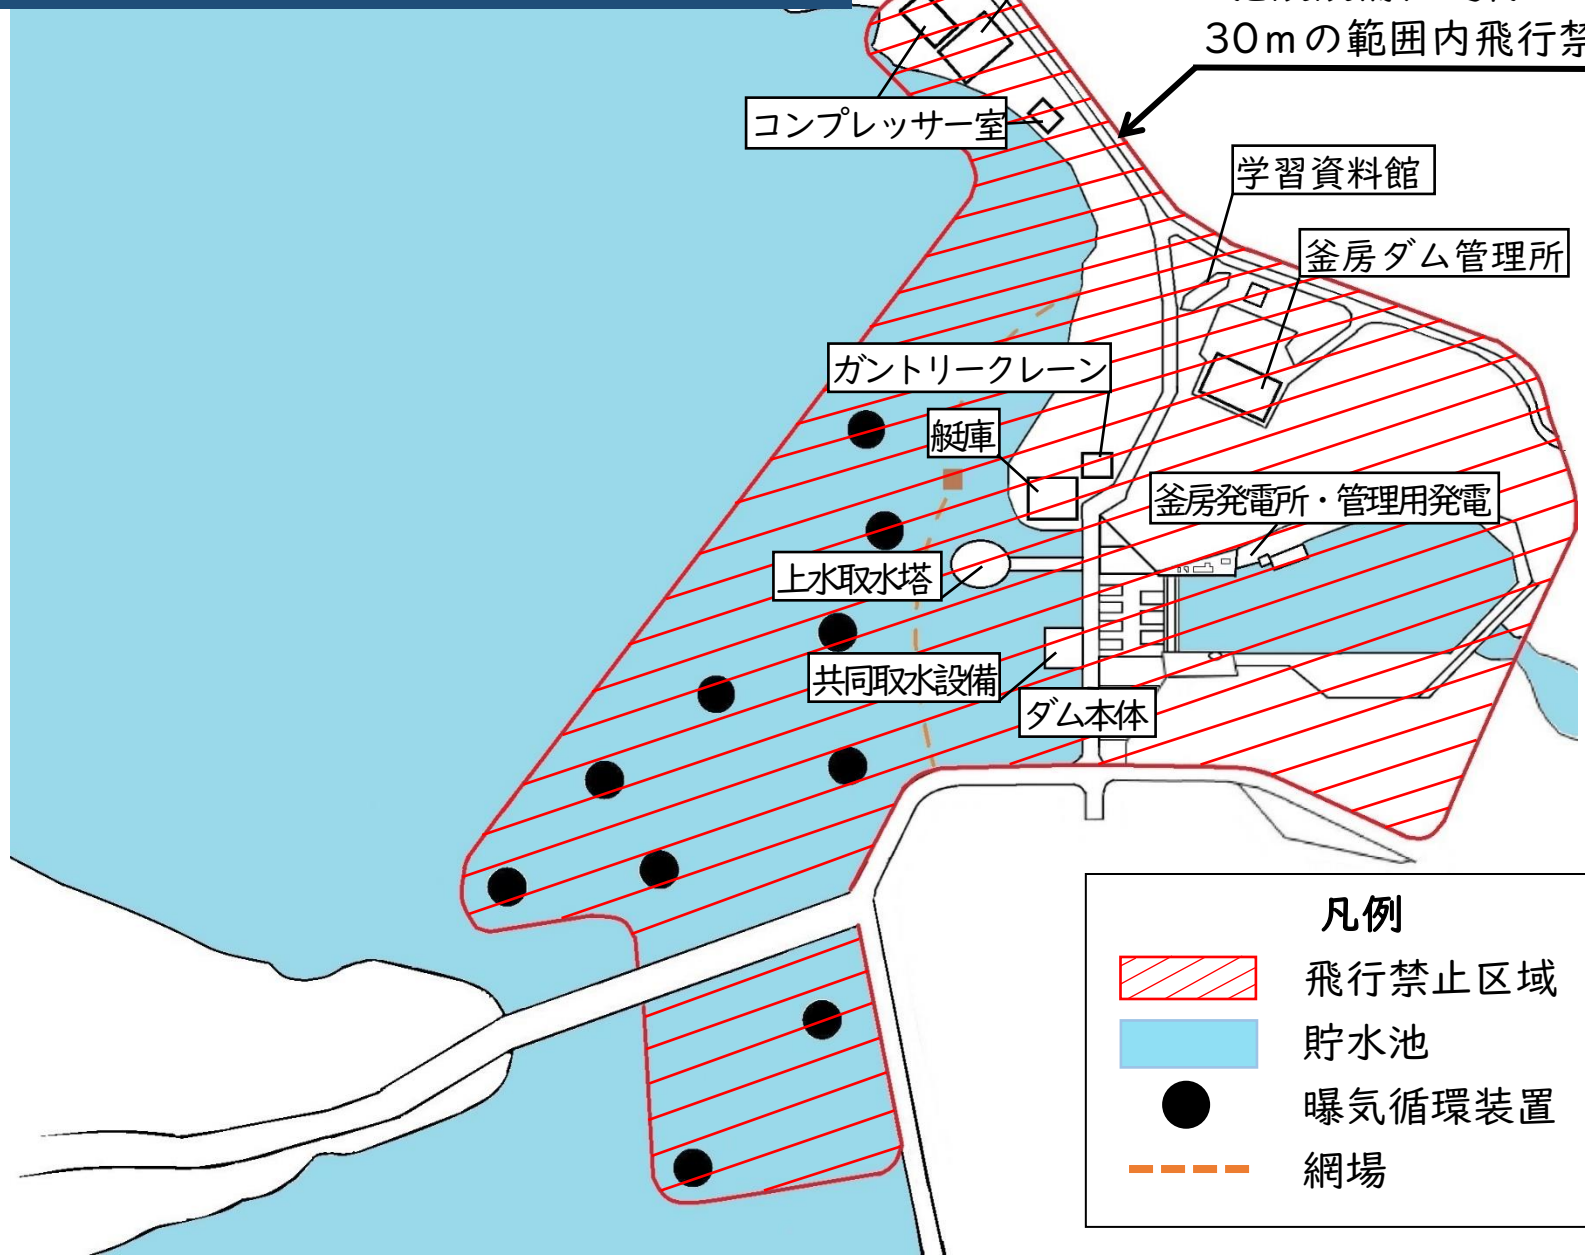 30mの範囲内飛行禁
コンプレッサー室
学習資料館
釜房ダム管理所
ガントリークレーン
艇庫
釜房発電所・管理用発電
上水取水塔
共同取水設備
ダム本体
凡例
飛行禁止区域
貯水池
曝気循環装置
網場